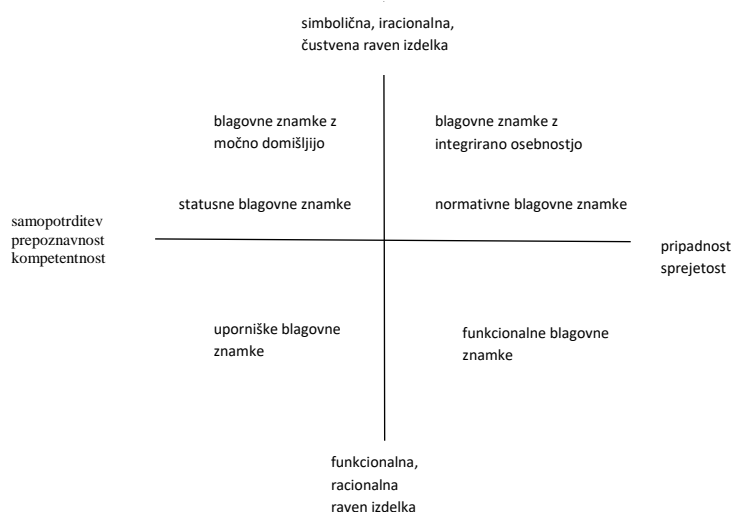 simbolična, iracionalna,
čustvena raven izdelka
blagovne znamke z
močno domišljijo
blagovne znamke z
integrirano osebnostjo
statusne blagovne znamke
normativne blagovne znamke
samopotrditev
prepoznavnost
kompetentnost
pripadnost
sprejetost
uporniške blagovne
znamke
funkcionalne blagovne
znamke
funkcionalna,
racionalna
raven izdelka